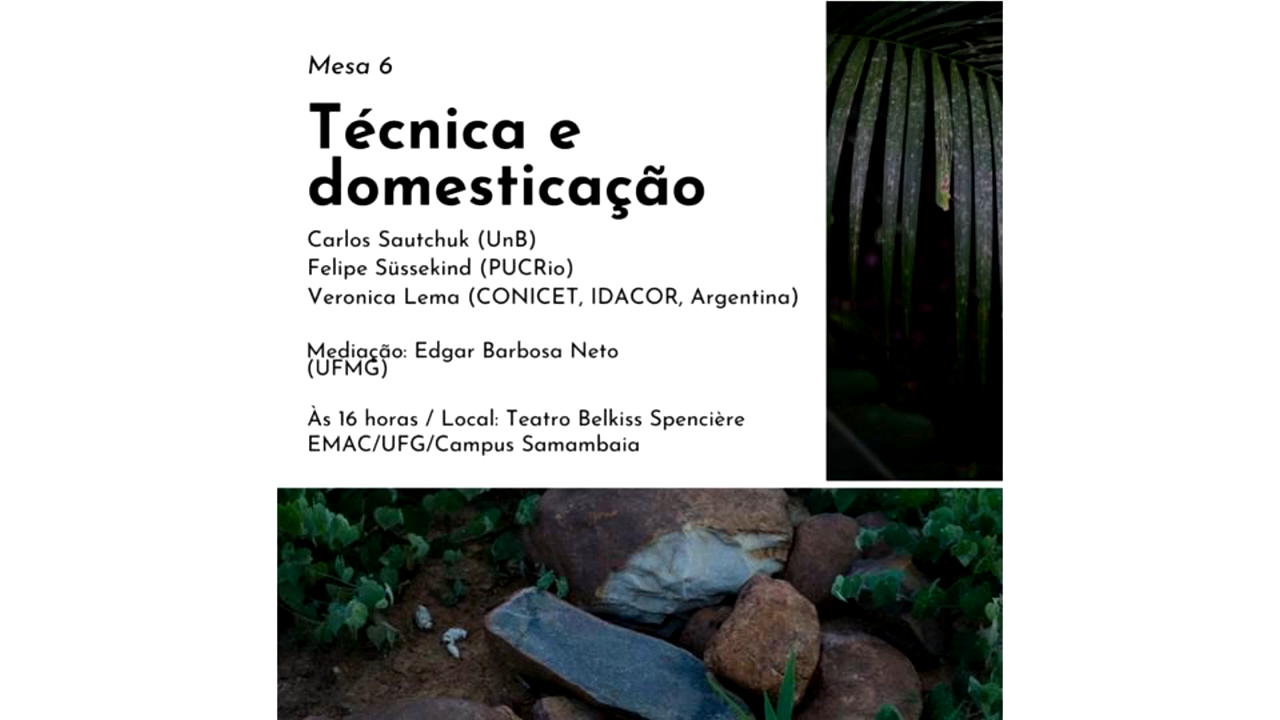 Mesa 6
Técnica e
domesticação
Carlos Sautchuk (UnB)
Felipe Süssekind (PUCRio)
Veronica Lema (CONICET, IDACOR, Argentina)
Mediação: Edgar Barbosa Neto
(UFMG)
Às 16 horas / Local: Teatro Belkiss Spencière
EMAC/UFG/Campus Samambaia